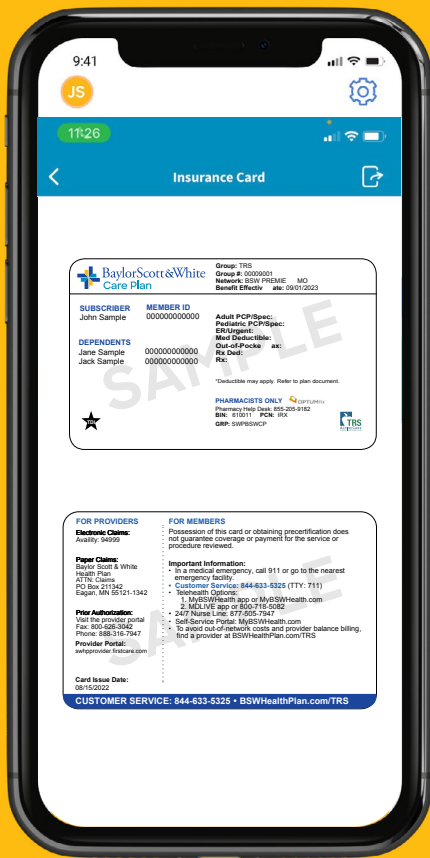 9:41
JS
11:26
Insurance Card
BaylorScott&White
Care Plan
Group: TRS
Group #: 00009001
Network: BSW PREMIE MO
Benefit Effectiv ate: 09/01/2023
SUBSCRIBER MEMBER ID
John Sample 000000000000
DEPENDENTS
Jane Sample 000000000000
Jack Sample 000000000000
Adult PCP/Spec:
Pediatric PCP/Spec:
ER/Urgent:
Med Deductible:
Out-of-Pocke ax:
Rx Ded:
Rx:
*Deductible may apply. Refer to plan document.
SAMPLE
PHARMACISTS ONLY
Pharmacy Help Desk: 855-205-9182
BIN: 610011 PCN: IRX
GRP: SWPBSWCP
TRS
FOR PROVIDERS
Electronic Claims:
Availity: 94999
Paper Claims:
Baylor Scott & White
Health Plan
ATTN: Claims
PO Box 211342
Eagan, MN 55121-1342
Prior Authorization:
Visit the provider portal
Fax: 800-626-3042
Phone: 888-316-7947
Provider Portal:
swhpprovider.firstcare.com
Card Issue Date:
08/15/2022
FOR MEMBERS
Possession of this card or obtaining precertification does
not guarantee coverage or payment for the service or
procedure reviewed.
Important Information:
• In a medical emergency, call 911 or go to the nearest
emergency facility.
• Customer Service: 844-633-5325 (TTY: 711)
• Telehealth Options:
1. MyBSWHealth app or MyBSWHealth.com
2. MDLIVE app or 800-718-5082
• 24/7 Nurse Line: 877-505-7947
• Self-Service Portal: MyBSWHealth.com
• To avoid out-of-network costs and provider balance billing,
find a provider at BSWHealthPlan.com/TRS
SAMPLE
CUSTOMER SERVICE: 844-633-5325 • BSWHealthPlan.com/TRS